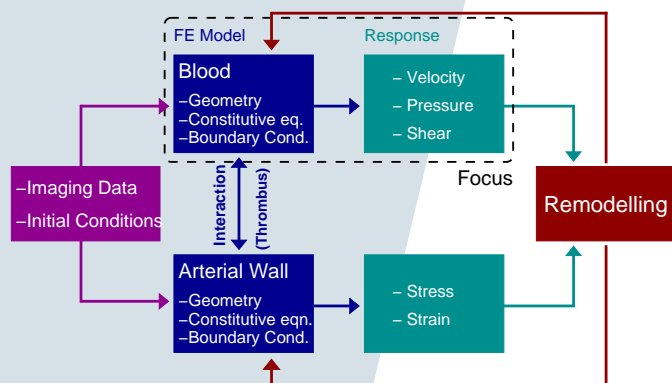 FE Model
Response
Blood
–Geometry
–Constitutive eq.
–Boundary Cond.
– Velocity
– Pressure
– Shear
Focus
–Imaging Data
–Initial Conditions
Interaction
(Thrombus)
Remodelling
Arterial Wall
–Geometry
–Constitutive eqn.
–Boundary Cond.
– Stress
– Strain